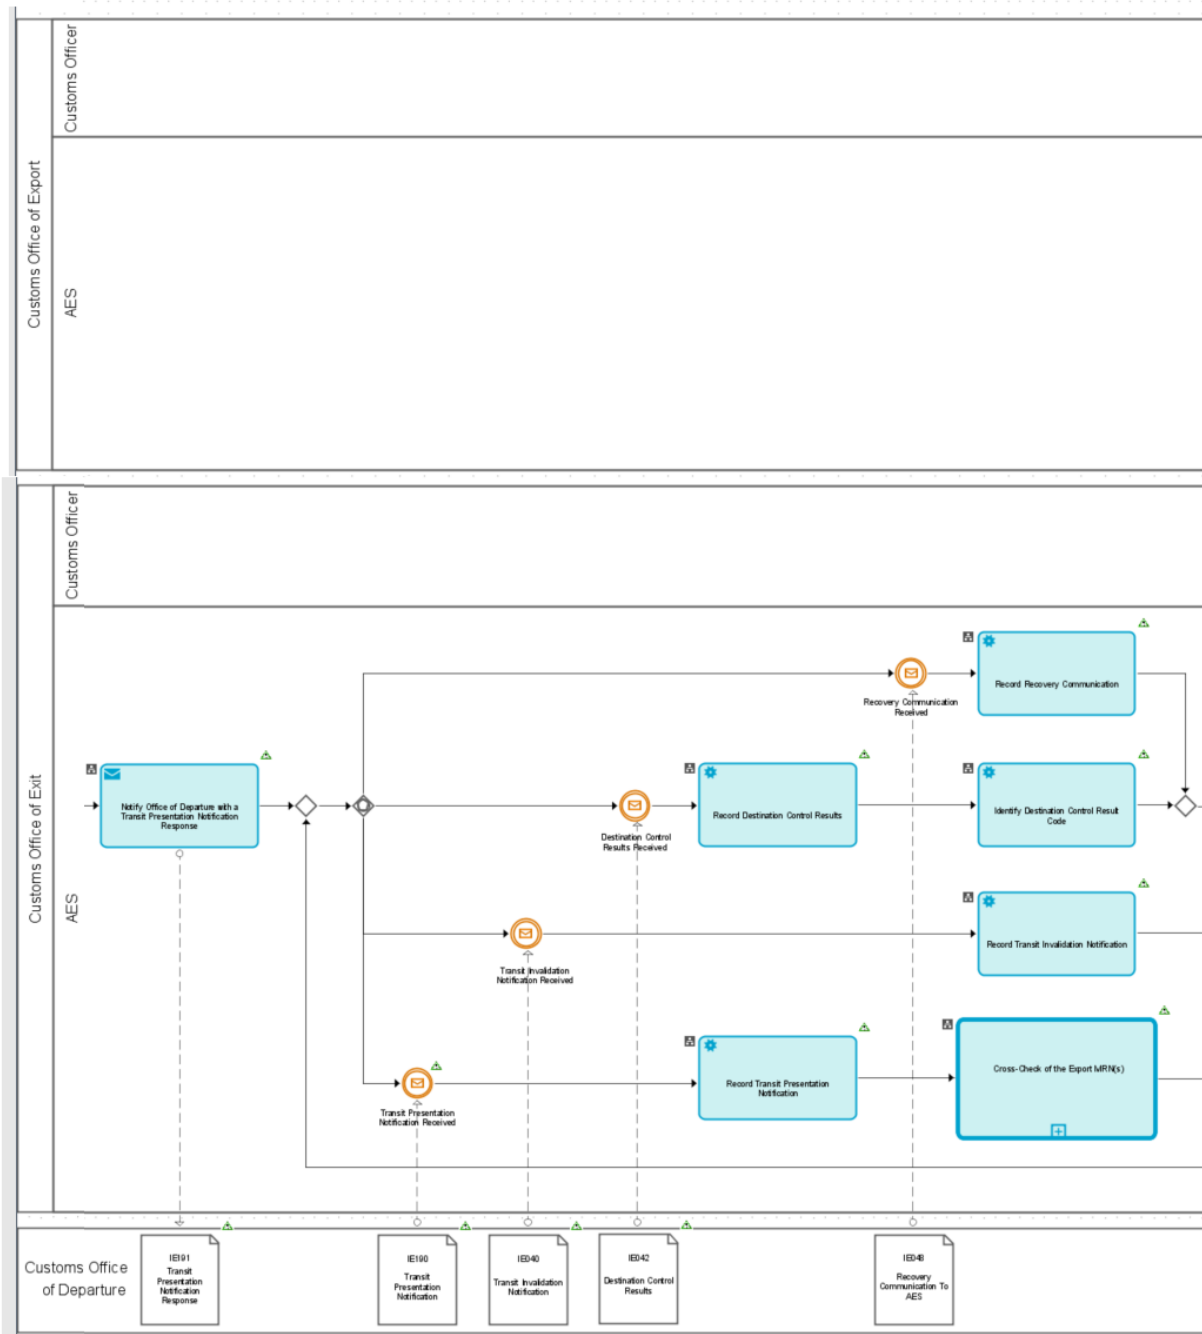 Customs Office of Export
Customs Officer
AES
Customs Office of Exit
Customs Officer
AES
Recovery Communication
Received
Record Recovery Communication
Notify Office of Departure with a
Transit Presentation Notification
Response
Destination Control
Results Received
Record Destination Control Results
Identify Destination Control Result
Code
Transit Invalidation
Notification Received
Record Transit Invalidation Notification
Transit Presentation
Notification Received
Record Transit Presentation
Notification
Cross-Check of the Export MRN(s)
Customs Office
of Departure
IE191
Transit
Presentation
Notification
Response
IE190
Transit
Presentation
Notification
IE040
Transit Invalidation
Notification
IE042
Destination Control
Results
IE048
Recovery
Communication To
AES